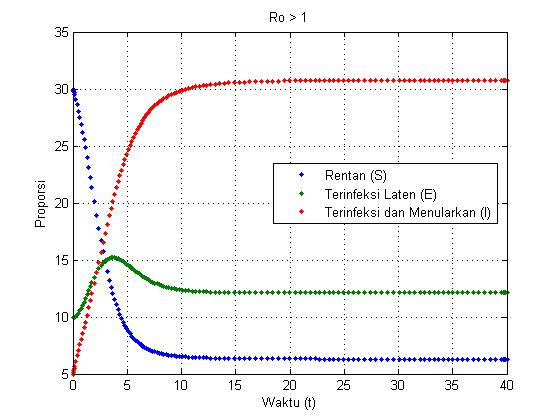 Ro > 1
35
30
25
20
15
10
5
Proporsi
Rentan (S)
Terinfeksi Laten (E)
Terinfeksi dan Menularkan (I)
0 5 10 15 20 25 30 35 40
Waktu (t)